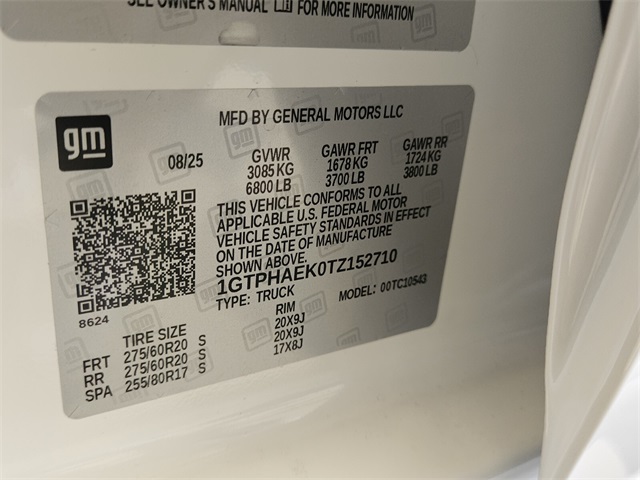 SEE OWNER'S MANUAL FOR MORE INFORMATION
MFD BY GENERAL MOTORS LLC
gm
08/25 GVWR GAWR FRT GAWR RR
3085 KG 1678 KG 1724 KG
6800 LB 3700 LB 3800 LB
THIS VEHICLE CONFORMS TO ALL
APPLICABLE U.S. FEDERAL MOTOR
VEHICLE SAFETY STANDARDS IN EFFECT
ON THE DATE OF MANUFACTURE
SHOWN ABOVE.
1GTPHAEK0TZ152710
TYPE: TRUCK MODEL: 00TC10543
8624
TIRE SIZE RIM
FRT 275/60R20 S 20X9J
RR 275/60R20 S 20X9J
SPA 255/80R17 S 17X8J